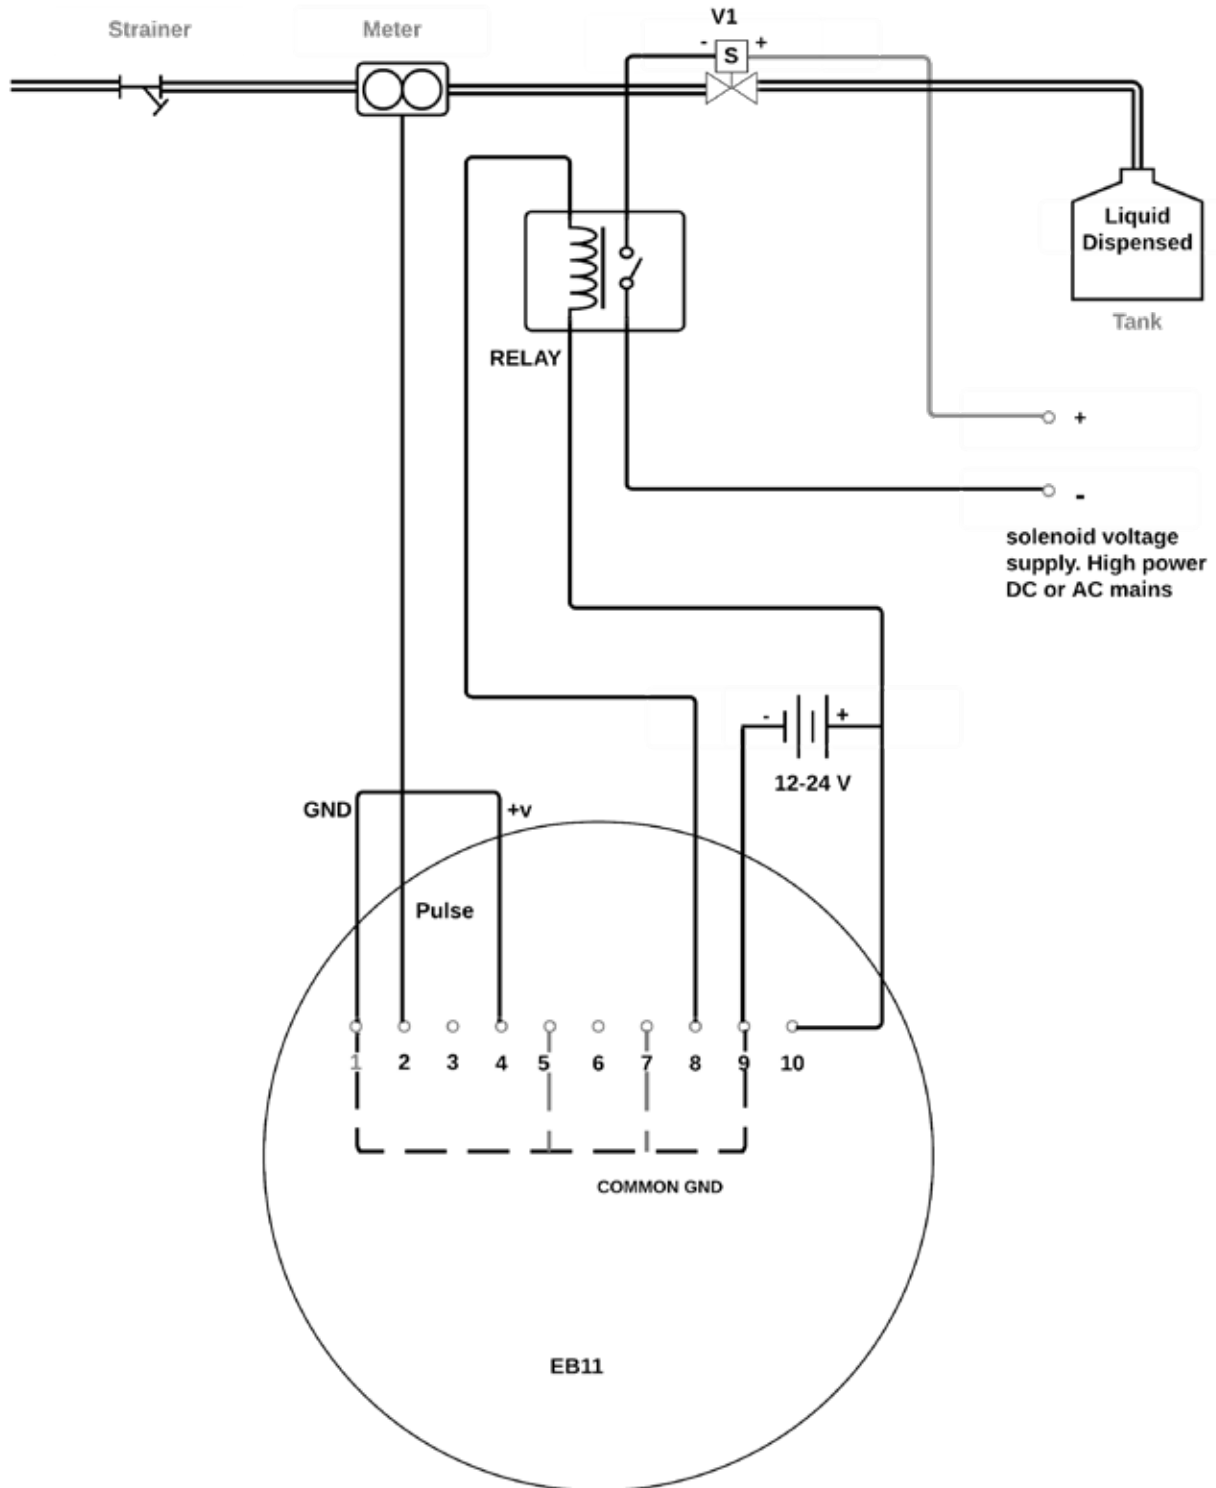 Strainer
Meter
V1
- S +
Liquid
Dispensed
Tank
RELAY
+
-
solenoid voltage
supply. High power
DC or AC mains
- +
12-24 V
GND
+v
Pulse
1 2 3 4 5 6 7 8 9 10
COMMON GND
EB11